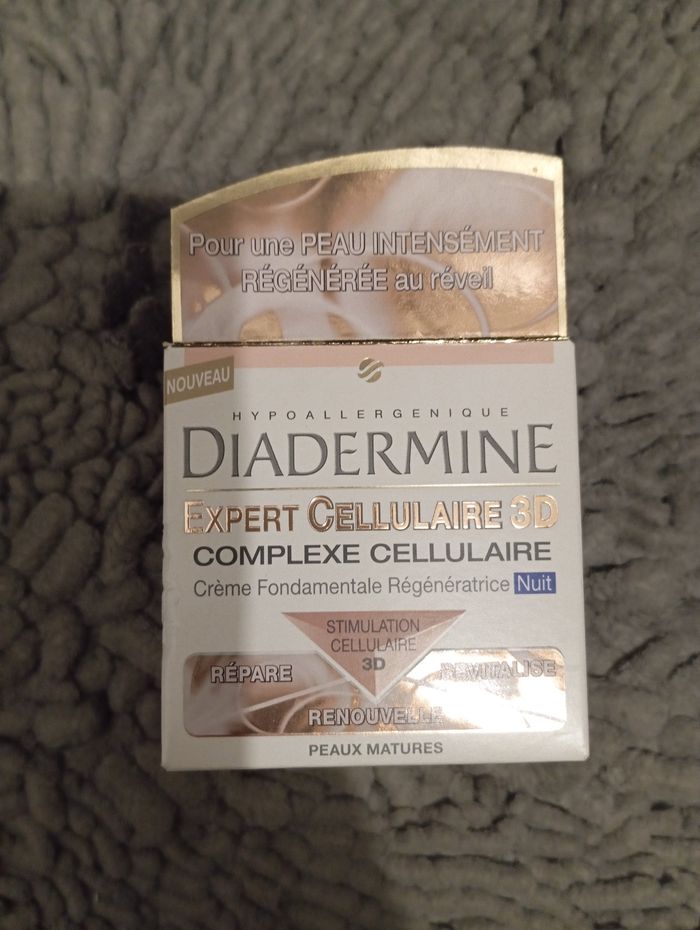 Pour une PEAU INTENSÉMENT
RÉGÉNÉRÉE au réveil
NOUVEAU
HYPOALLERGENIQUE
DIADERMINE
EXPERT CELLULAIRE 3D
COMPLEXE CELLULAIRE
Crème Fondamentale Régénératrice Nuit
STIMULATION
CELLULAIRE
3D
RÉPARE
REVITALISE
RENOUVELLE
PEAUX MATURES